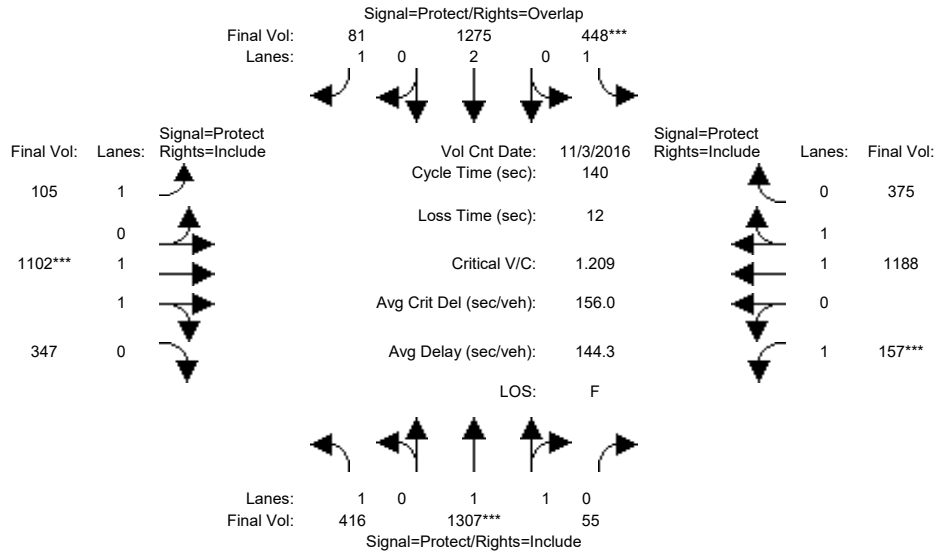 Signal=Protect/Rights=Overlap
Final Vol: 81 1275 448***
Lanes: 1 0 2 0 1
Signal=Protect Signal=Protect
Final Vol: Lanes: Rights=Include Vol Cnt Date: 11/3/2016 Rights=Include Lanes: Final Vol:
Cycle Time (sec): 140
105 1 0 375
Loss Time (sec): 12
0 1
1102*** 1 Critical V/C: 1.209 1 1188
1 Avg Crit Del (sec/veh): 156.0 0
347 0 Avg Delay (sec/veh): 144.3 1 157***
LOS: F
Lanes: 1 0 1 1 0
Final Vol: 416 1307*** 55
Signal=Protect/Rights=Include